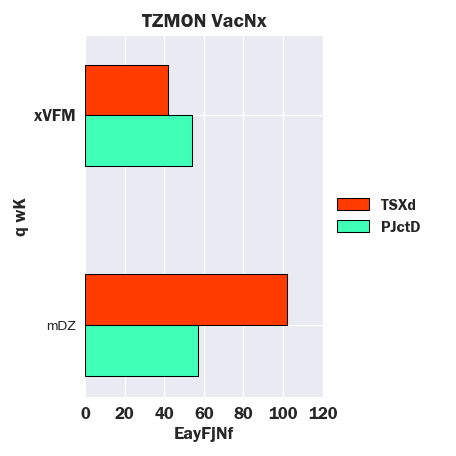 TZMON VacNx
xVFM
q wK
mDZ
0 20 40 60 80 100 120
EayFjNf
TSXd
PJctD